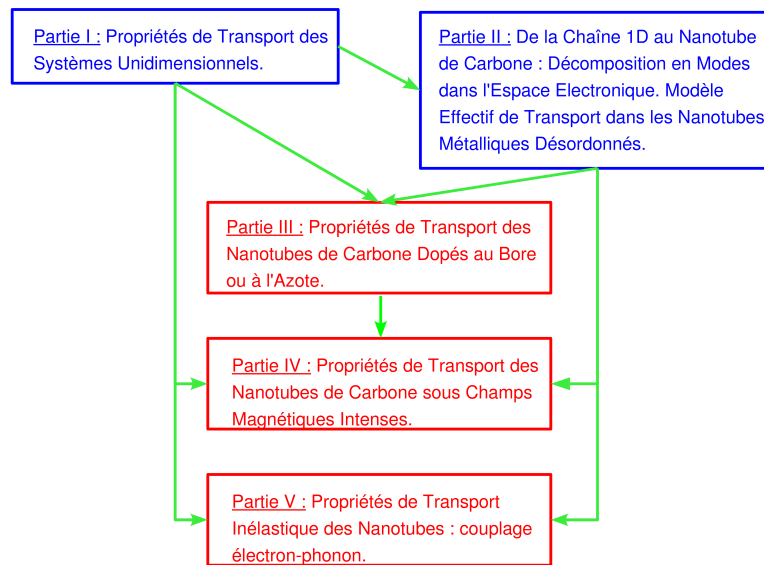 Partie I : Propriétés de Transport des
Systèmes Unidimensionnels.
Partie II : De la Chaîne 1D au Nanotube
de Carbone : Décomposition en Modes
dans l'Espace Electronique. Modèle
Effectif de Transport dans les Nanotubes
Métalliques Désordonnés.
Partie III : Propriétés de Transport des
Nanotubes de Carbone Dopés au Bore
ou à l'Azote.
Partie IV : Propriétés de Transport des
Nanotubes de Carbone sous Champs
Magnétiques Intenses.
Partie V : Propriétés de Transport
Inélastique des Nanotubes : couplage
électron-phonon.